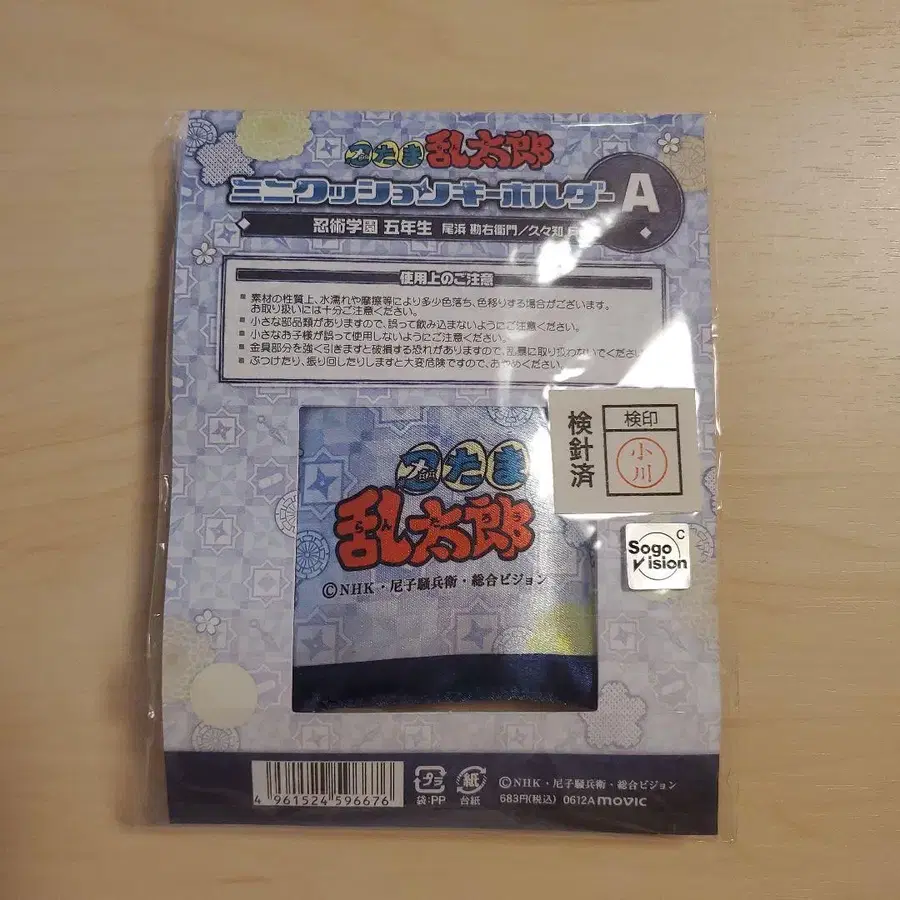 忍たま乱太郎
ミニクッションキーホルダー A
忍術学園 五年生 尾浜 勘右衛門／久々知
使用上のご注意
■ 素材の性質上、水濡れや摩擦等により多少色落ち、色移りする場合がございます。
お取り扱いには十分ご注意ください。
■ 小さな部品類がありますので、誤って飲み込まないようにご注意ください。
■ 小さなお子様が誤って使用しないようにご注意ください。
■ 金具部分を強く引きますと破損する恐れがありますので、乱暴に取り扱わないでくださ
■ ぶつけたり、振り回したりしますと大変危険ですので、おやめください。
検針済
検印
小川
忍たま
乱太郎
らん
©NHK・尼子騒兵衛・総合ビジョン
Sogo Vision
C
4 961524 596676
プラ
袋:PP
紙
台紙
©NHK・尼子騒兵衛・総合ビジョン
683円(税込) 0612A movic